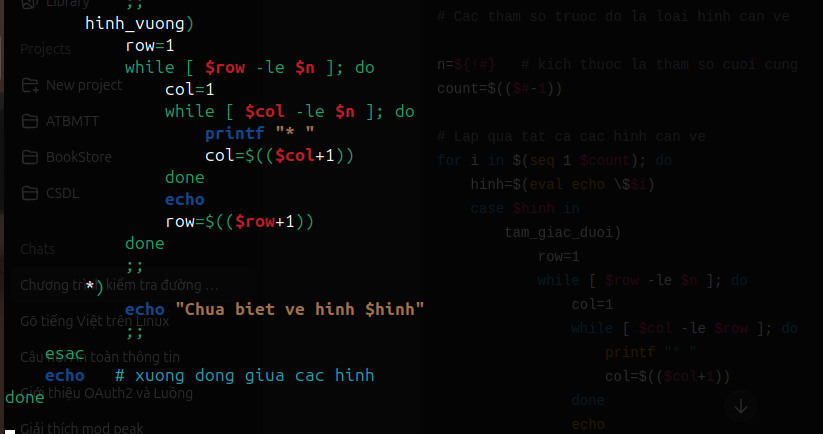 ;;
hinh_vuong)
row=1
while [ $row -le $n ]; do
col=1
while [ $col -le $n ]; do
printf "* "
col=$(($col+1))
done
echo
row=$(($row+1))
done
;;
*)
echo "Chua biet ve hinh $hinh"
;;
esac
echo # xuong dong giua cac hinh
done
Library
Projects
New project
ATBMTT
BookStore
CSDL
Chats
Chương trình kiểm tra đường ...
Gõ tiếng Việt trên Linux
toàn thông tin
Giới thiệu OAuth2 và Luồng
Giải thích mod peak
# Cac tham so truoc do la loai hinh can ve
n=${!#} # kich thuoc la tham so cuoi cung
count=$(($#-1))
# Lap qua tat ca cac hinh can ve
for i in $(seq 1 $count); do
hinh=$(eval echo \$$i)
case $hinh in
tam_giac_duoi)
row=1
while [ $row -le $n ]; do
col=1
while [ $col -le $row ]; do
printf "* "
col=$(($col+1))
done
echo